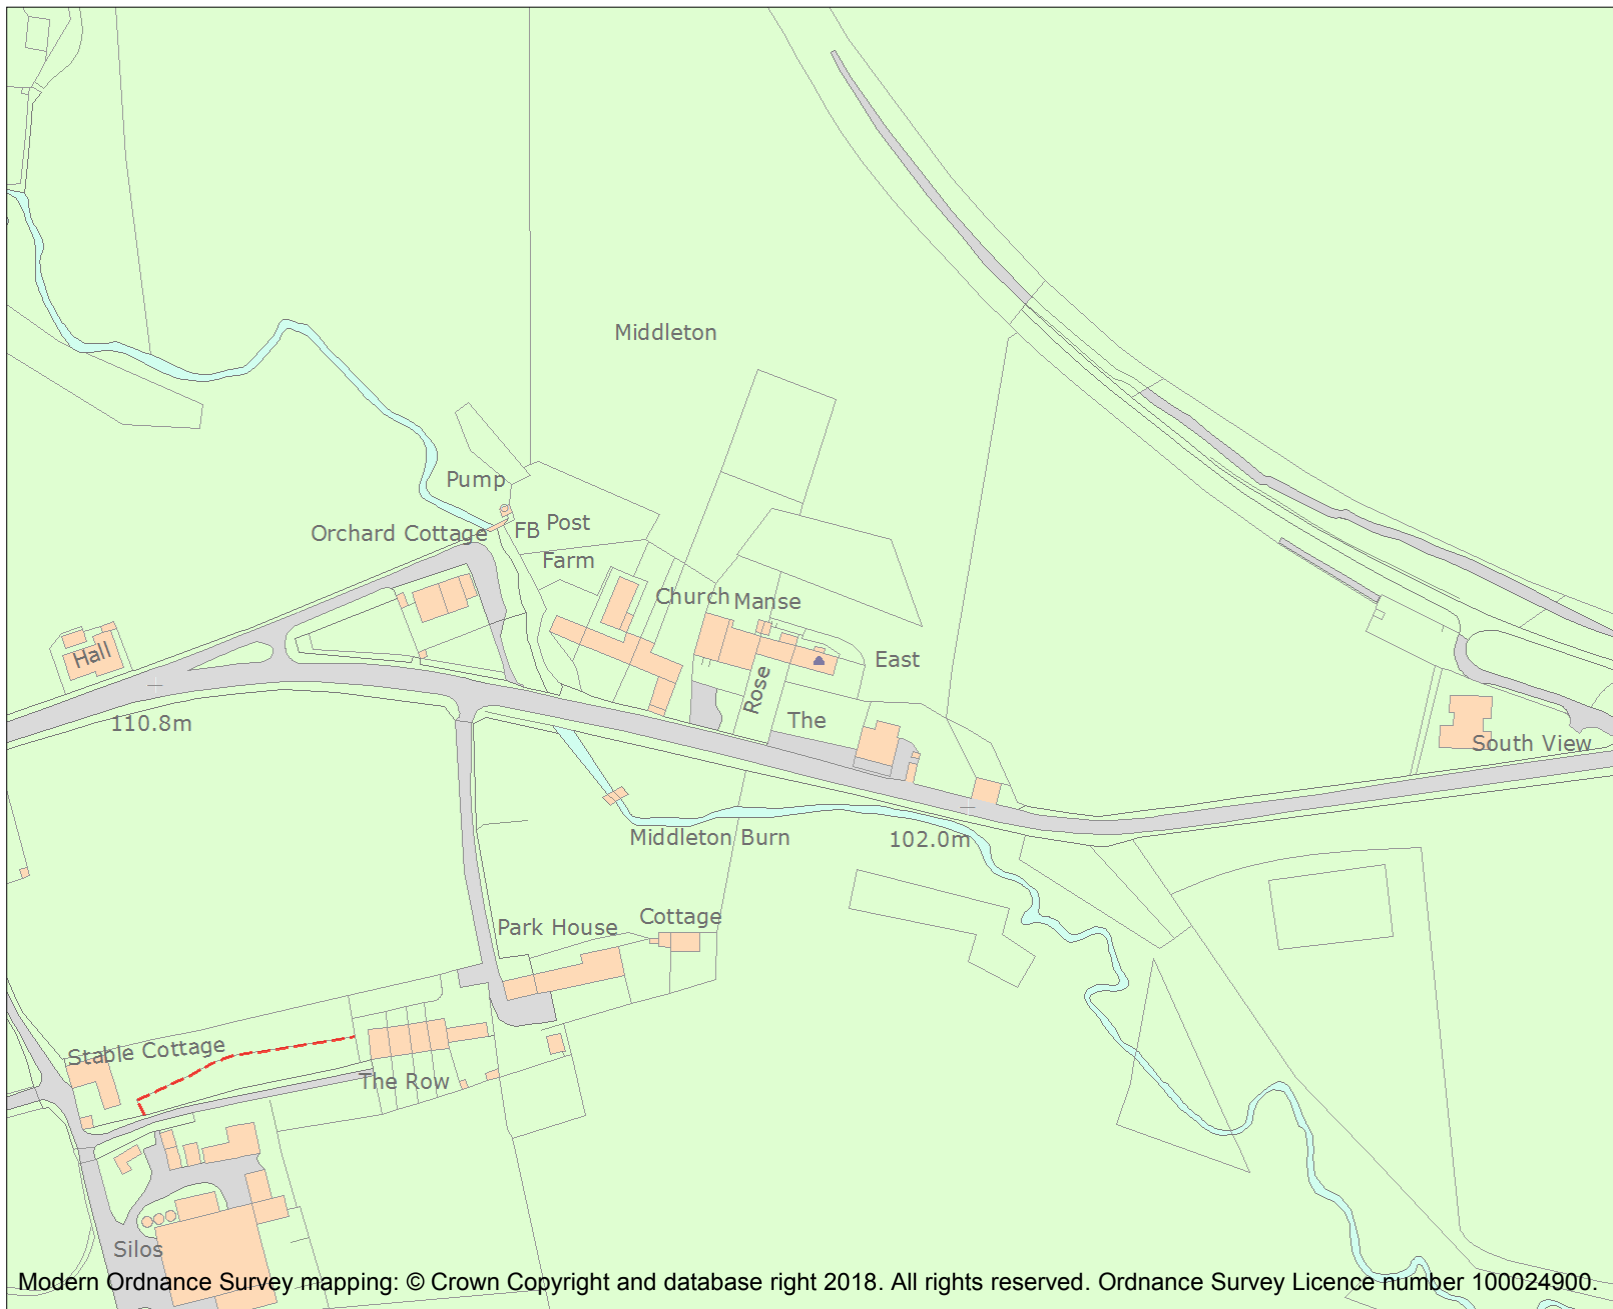 Middleton
Pump
Orchard Cottage
FB
Post
Farm
Church
Manse
Hall
East
Rose
The
110.8m
South View
Middleton Burn
102.0m
Park House
Cottage
Stable Cottage
The Row
Silos
Modern Ordnance Survey mapping: © Crown Copyright and database right 2018. All rights reserved. Ordnance Survey Licence number 100024900.